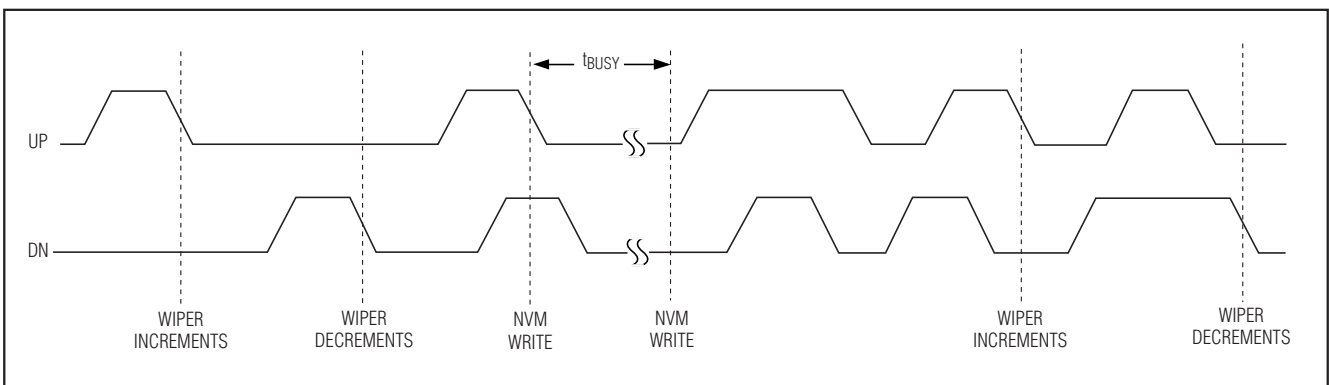 tBUSY
UP
DN
WIPER
INCREMENTS
WIPER
DECREMENTS
NVM
WRITE
NVM
WRITE
WIPER
INCREMENTS
WIPER
DECREMENTS